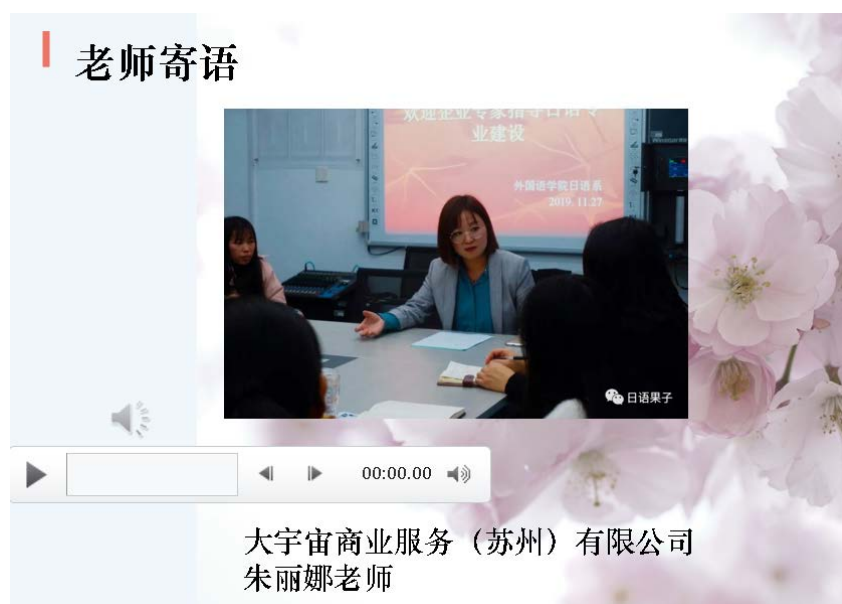 老师寄语
欢迎企业专家指导日语专
业建设
外国语学院日语系
2019.11.27
日语果子
00:00.00
大宇宙商业服务（苏州）有限公司
朱丽娜老师